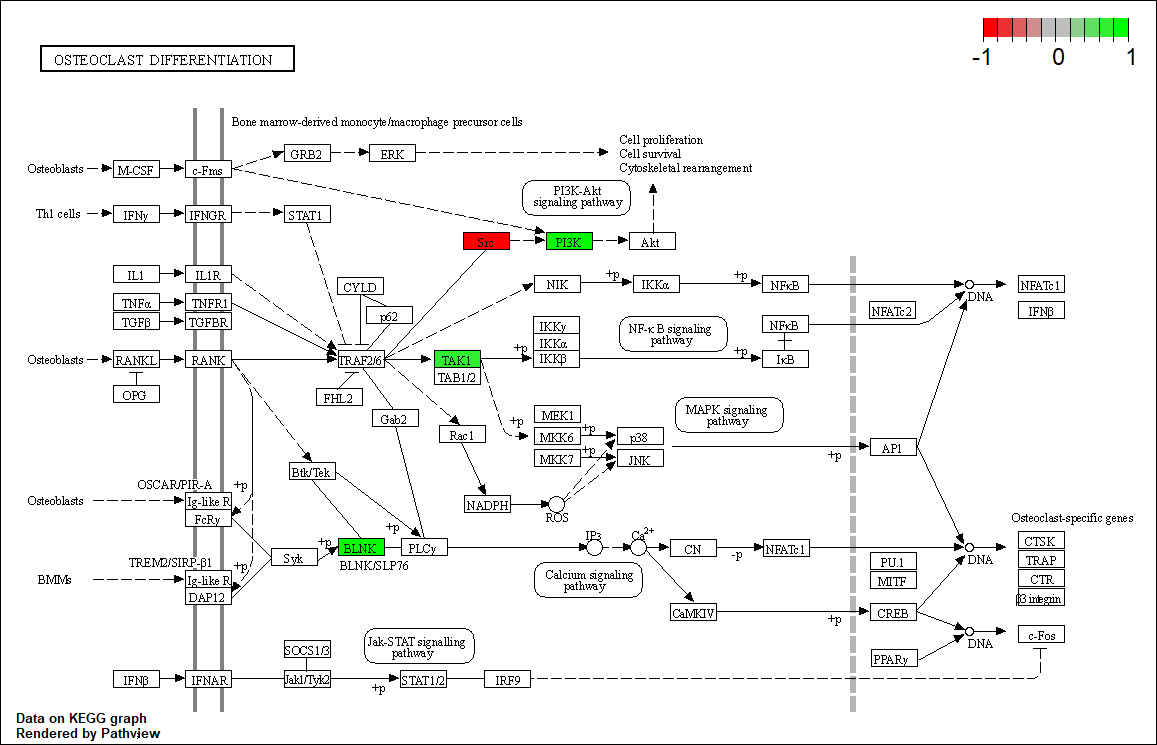 -1 0 1
OSTEOCLAST DIFFERENTIATION
Bone marrow-derived monocyte/macrophage precursor cells
Osteoblasts
M-CSF
c-Fms
GRB2
ERK
Cell proliferation
Cell survival
Cytoskeletal rearrangement
PI3K-Akt
signaling pathway
Th1 cells
IFNγ
IFNGR
STAT1
Src
PI3K
Akt
IL1
IL1R
CYLD
p62
NIK
+p
IKKα
+p
NFκB
DNA
NFATc1
IFNβ
TNFα
TNFR1
TGFβ
TGFBR
NFATc2
IKKγ
IKKα
IKKβ
NF-κ B signaling
pathway
NFκB
IκB
Osteoblasts
RANKL
RANK
OPG
TRAF2/6
TAK1
TAB1/2
+p
+p
FHL2
Gab2
Rac1
+p
MEK1
MKK6
MKK7
+p
+p
p38
JNK
MAPK signaling
pathway
+p
AP1
Btk/Tek
NADPH
ROS
OSCAR/PIR-A
+p
Osteoblasts
Ig-like R
FcRγ
Syk
+p
BLNK
BLNK/SLP76
+p
PLCγ
IP3
Ca2+
CN
-p
NFATc1
DNA
Osteoclast-specific genes
CTSK
TRAP
CTR
β3 integrin
TREM2/SIRP-β1
+p
BMMs
Ig-like R
DAP12
Calcium signaling
pathway
CaMKIV
+p
PU.1
MITF
CREB
PPARγ
DNA
c-Fos
SOCS1/3
Jak-STAT signalling
pathway
IFNβ
IFNAR
Jak1/Tyk2
+p
STAT1/2
IRF9
Data on KEGG graph
Rendered by Pathview